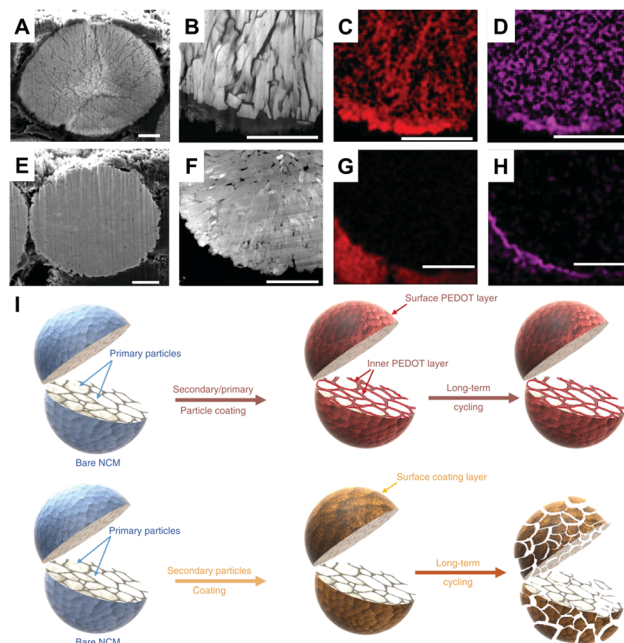 A
B
C
D
E
F
G
H
I
Surface PEDOT layer
Primary particles
Inner PEDOT layer
Secondary/primary
Particle coating
Long-term
cycling
Bare NCM
Surface coating layer
Primary particles
Secondary particles
Coating
Long-term
cycling
Bare NCM